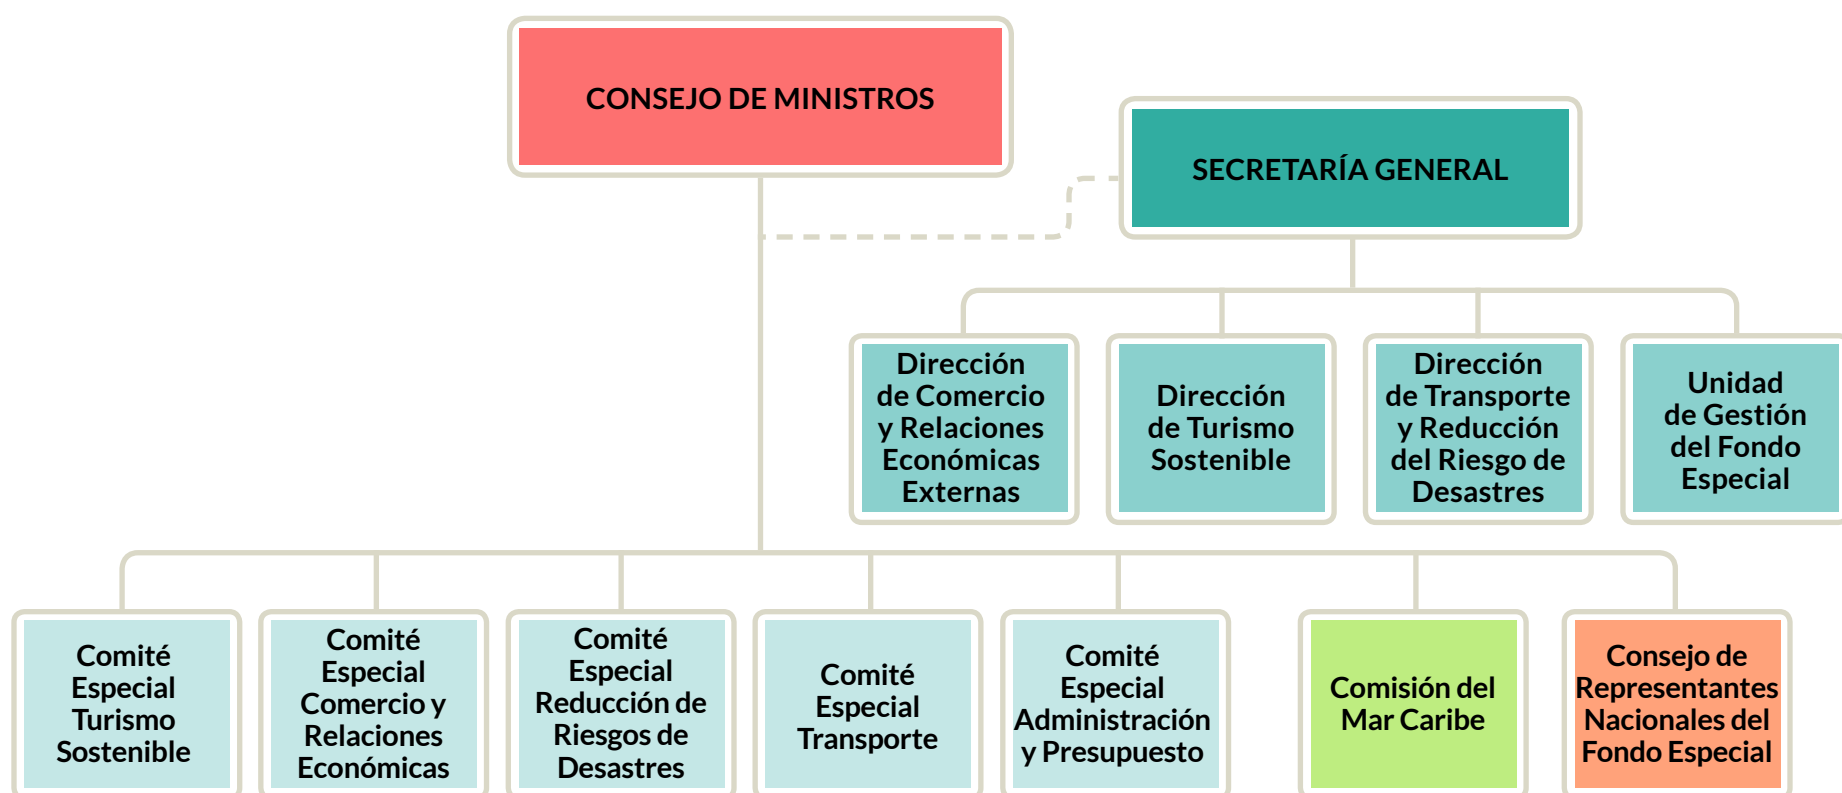 CONSEJO DE MINISTROS
SECRETARÍA GENERAL
Dirección
de Comercio
y Relaciones
Económicas
Externas
Dirección
de Turismo
Sostenible
Dirección
de Transporte
y Reducción
del Riesgo de
Desastres
Unidad
de Gestión
del Fondo
Especial
Comité
Especial
Turismo
Sostenible
Comité
Especial
Comercio y
Relaciones
Económicas
Comité
Especial
Reducción de
Riesgos de
Desastres
Comité
Especial
Transporte
Comité
Especial
Administración
y Presupuesto
Comisión del
Mar Caribe
Consejo de
Representantes
Nacionales del
Fondo Especial